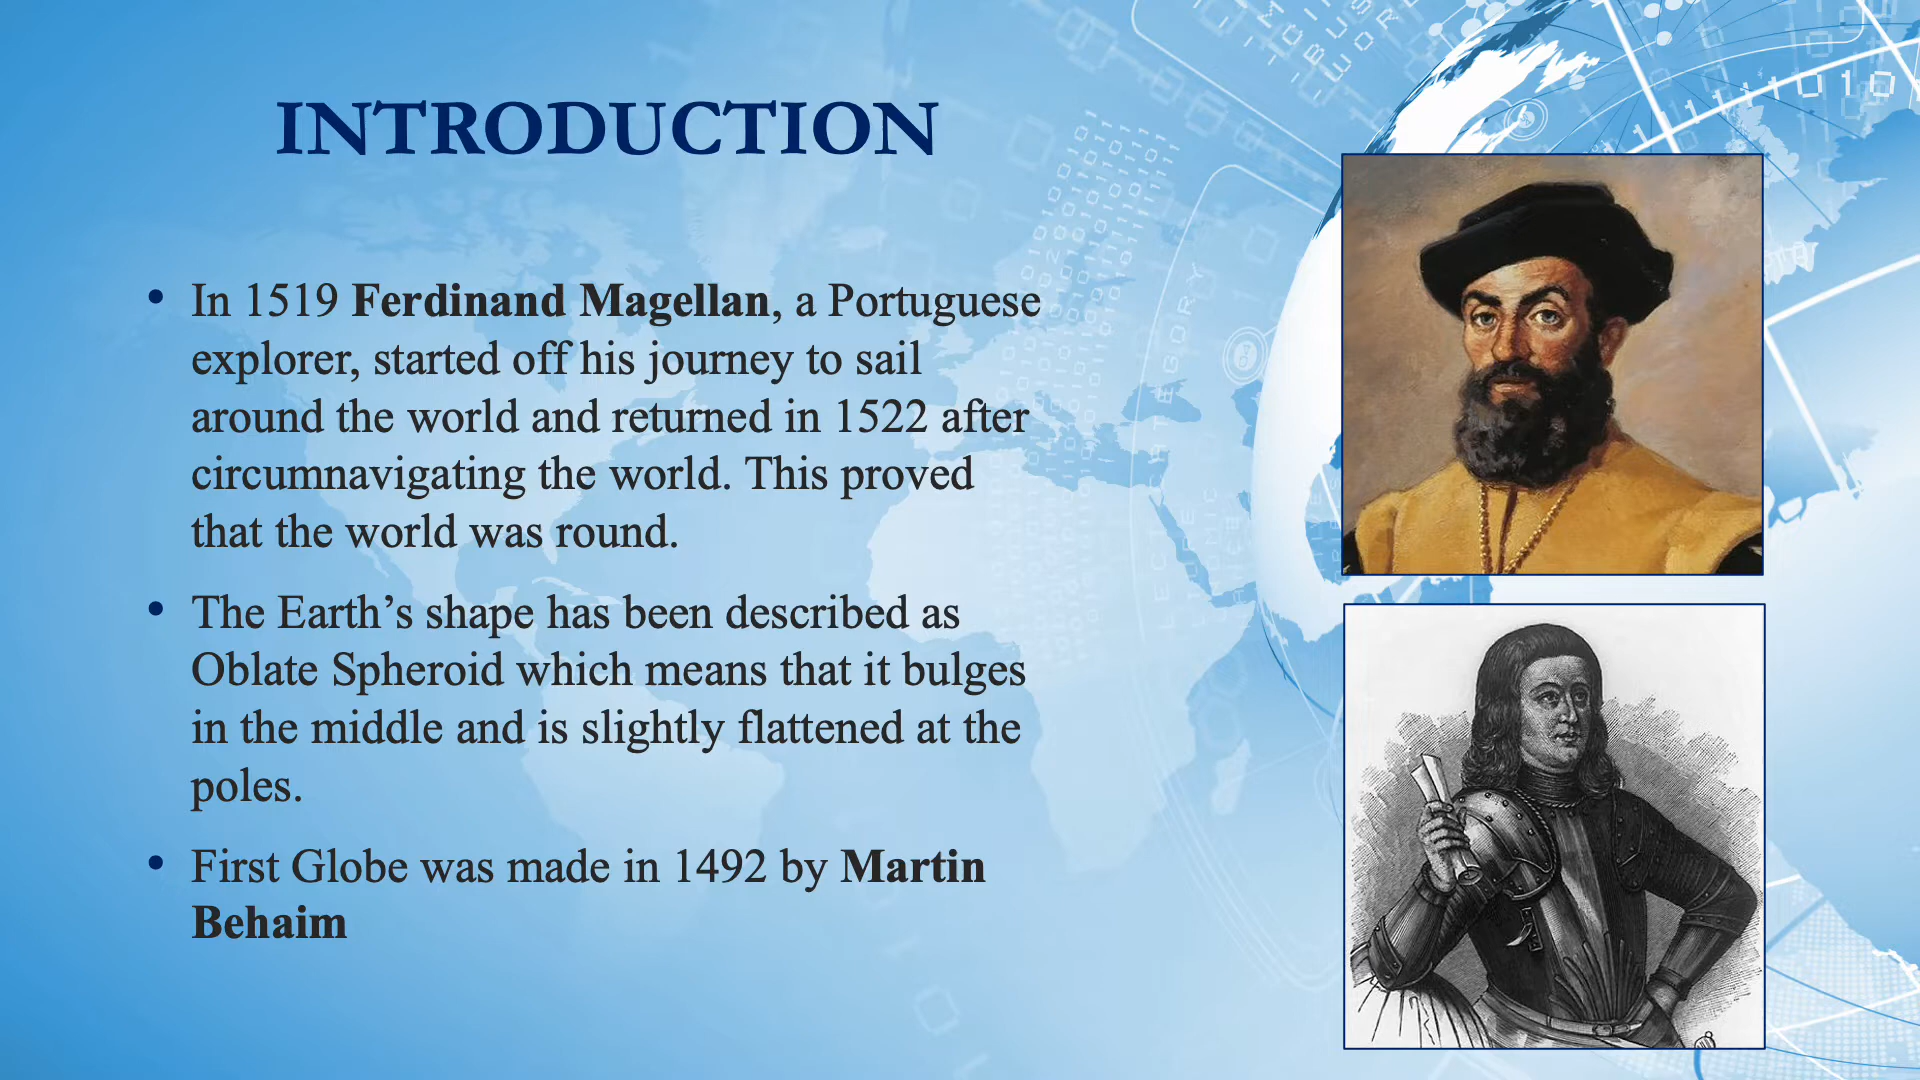 INTRODUCTION
• In 1519 Ferdinand Magellan, a Portuguese
explorer, started off his journey to sail
around the world and returned in 1522 after
circumnavigating the world. This proved
that the world was round.
• The Earth’s shape has been described as
Oblate Spheroid which means that it bulges
in the middle and is slightly flattened at the
poles.
• First Globe was made in 1492 by Martin
Behaim